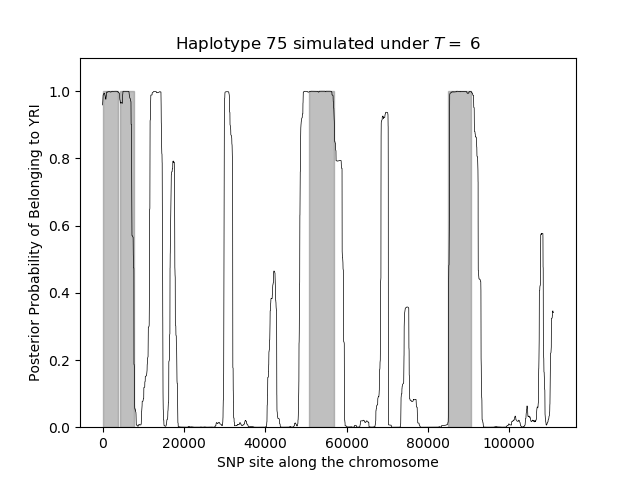 Haplotype 75 simulated under T = 6
Posterior Probability of Belonging to YRI
1.0
0.8
0.6
0.4
0.2
0.0
0 20000 40000 60000 80000 100000
SNP site along the chromosome